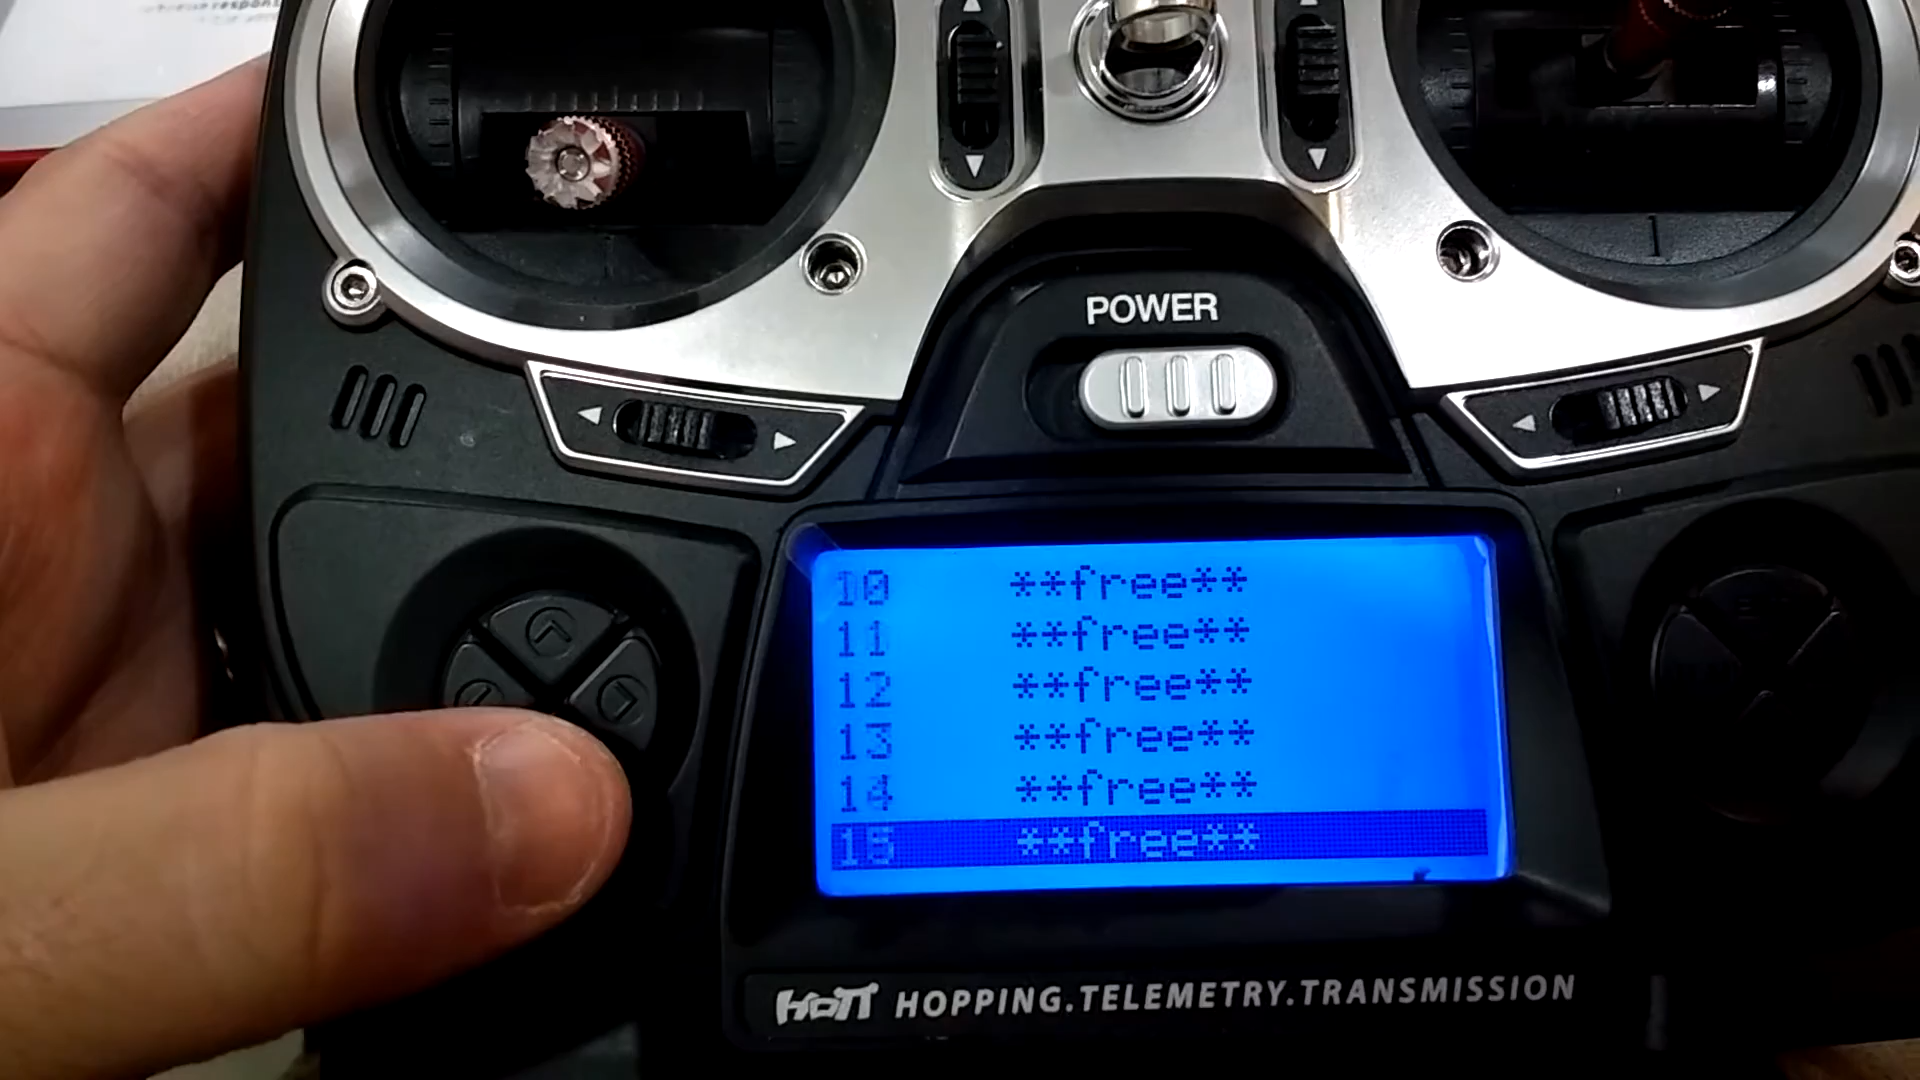 POWER
10 **free**
11 **free**
12 **free**
13 **free**
14 **free**
15 **free**
HoTT HOPPING.TELEMETRY.TRANSMISSION